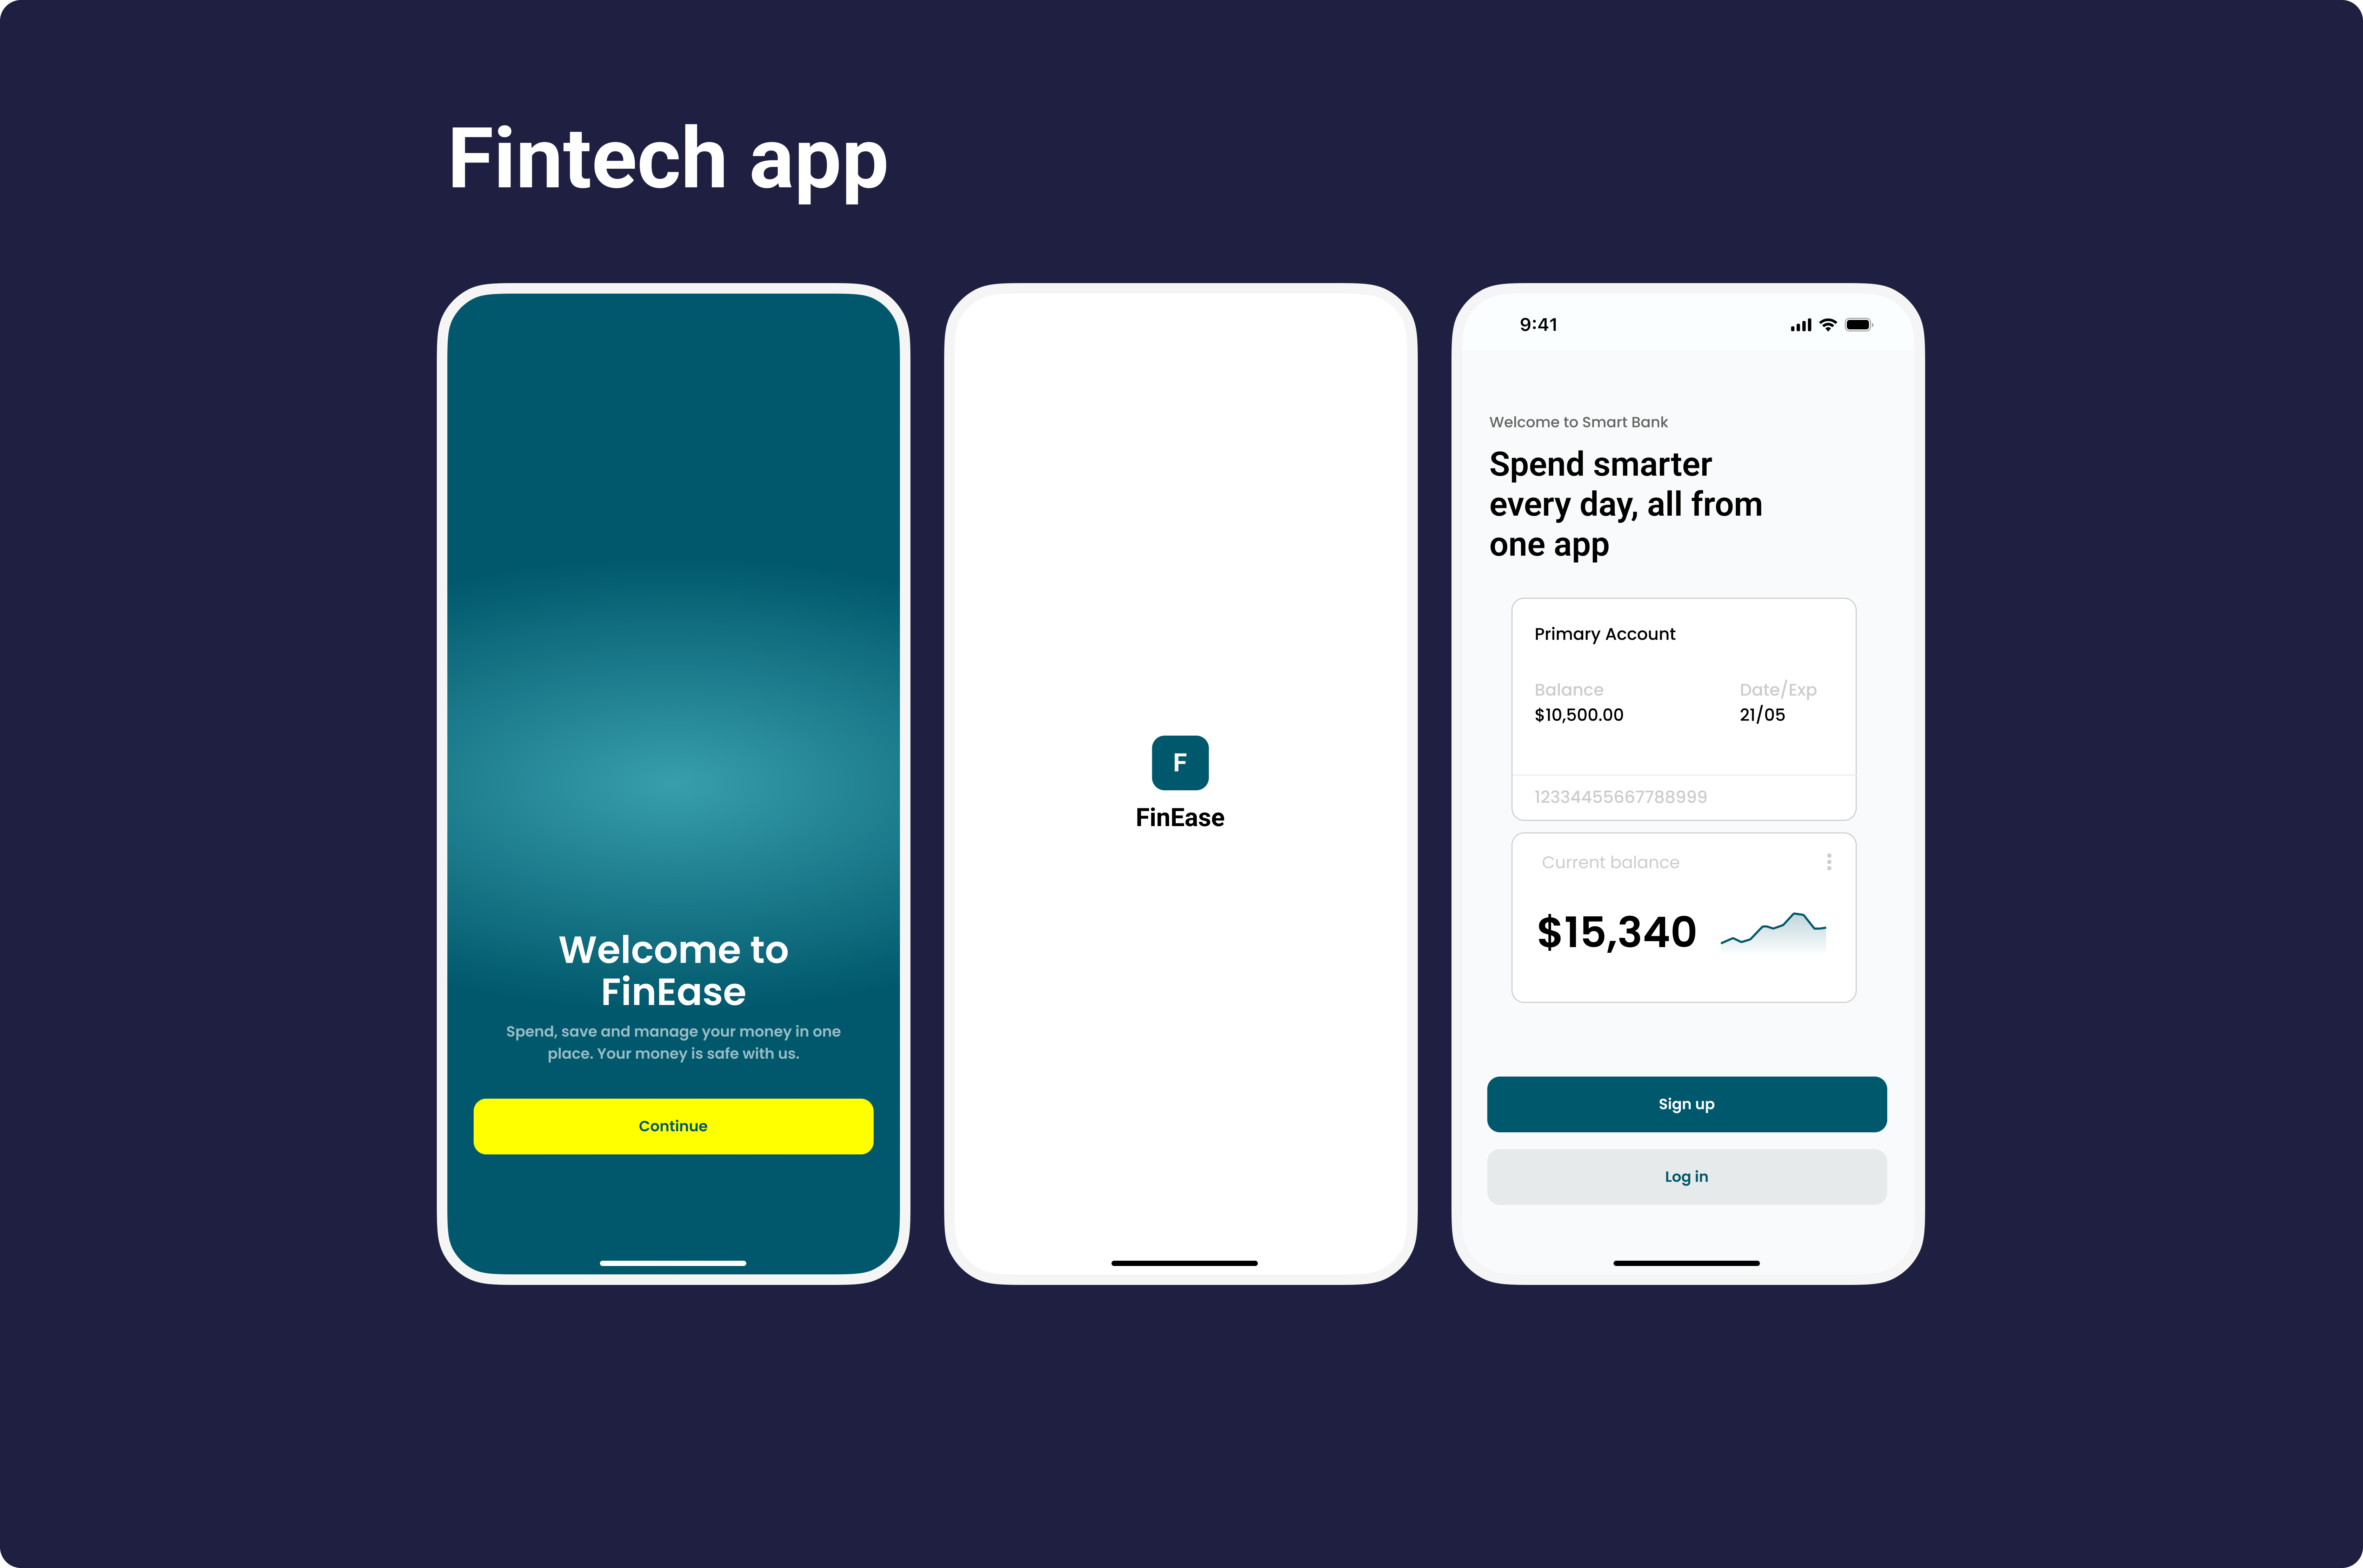 Fintech app
Welcome to
FinEase
Spend, save and manage your money in one
place. Your money is safe with us.
Continue
F
FinEase
9:41
Welcome to Smart Bank
Spend smarter
every day, all from
one app
Primary Account
Balance
Date/Exp
$10,500.00
21/05
12334455667788999
Current balance
$15,340
Sign up
Log in